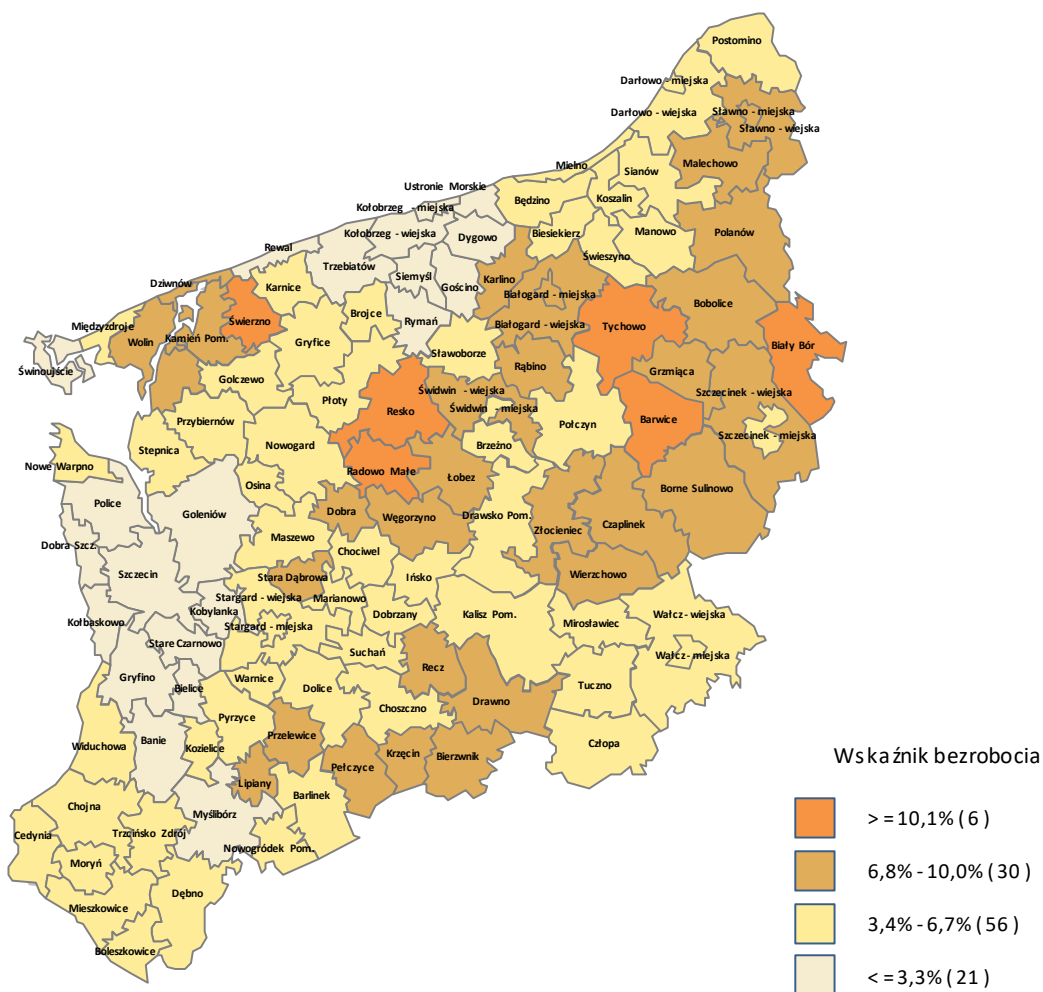 Postomino
Darłowo - miejska
Darłowo - wiejska
Sławno - miejska
Sławno - wiejska
Malechowo
Mielno
Sianów
Ustronie Morskie
Będzino
Koszalin
Kołobrzeg - miejska
Kołobrzeg - wiejska
Dygowo
Biesiekierz
Manowo
Polanów
Rewal
Świeszyno
Trzebiatów
Siemyśl
Karlino
Dziwnów
Karnice
Gościno
Białogard - miejska
Bobolice
Brojce
Rymań
Białogard - wiejska
Tychowo
Międzyzdroje
Świerzno
Wolin
Kamień Pom.
Gryfice
Sławoborze
Biały Bór
Świnoujście
Rąbino
Grzmiąca
Golczewo
Świdwin - wiejska
Szczecinek - wiejska
Płoty
Resko
Świdwin - miejska
Przybiernów
Połczyn
Barwice
Szczecinek - miejska
Stepnica
Nowogard
Brzeżno
Nowe Warpno
Radowo Małe
Łobez
Osina
Borne Sulinowo
Police
Goleniów
Dobra
Węgorzyno
Drawsko Pom.
Złocieniec
Czaplinek
Maszewo
Dobra Szcz.
Chociwel
Szczecin
Stara Dąbrowa
Ińsko
Wierzchowo
Stargard - wiejska
Marianowo
Kobylanka
Dobrzany
Kalisz Pom.
Wałcz- wiejska
Kołbaskowo
Stargard - miejska
Mirosławiec
Stare Czarnowo
Suchań
Wałcz- miejska
Recz
Gryfino
Bielice
Warnice
Dolice
Tuczno
Drawno
Choszczno
Pyrzyce
Przelewice
Banie
Widuchowa
Kozielice
Człopa
Krzęcin
Bierzwnik
Pełczyce
Lipiany
Barlinek
Chojna
Myślibórz
Cedynia
Trzcińsko Zdrój
Nowogródek Pom.
Moryń
Dębno
Mieszkowice
Boleszkowice
Wskaźnik bezrobocia
>=10,1% (6)
6,8% - 10,0% (30)
3,4% - 6,7% (56)
<=3,3% (21)